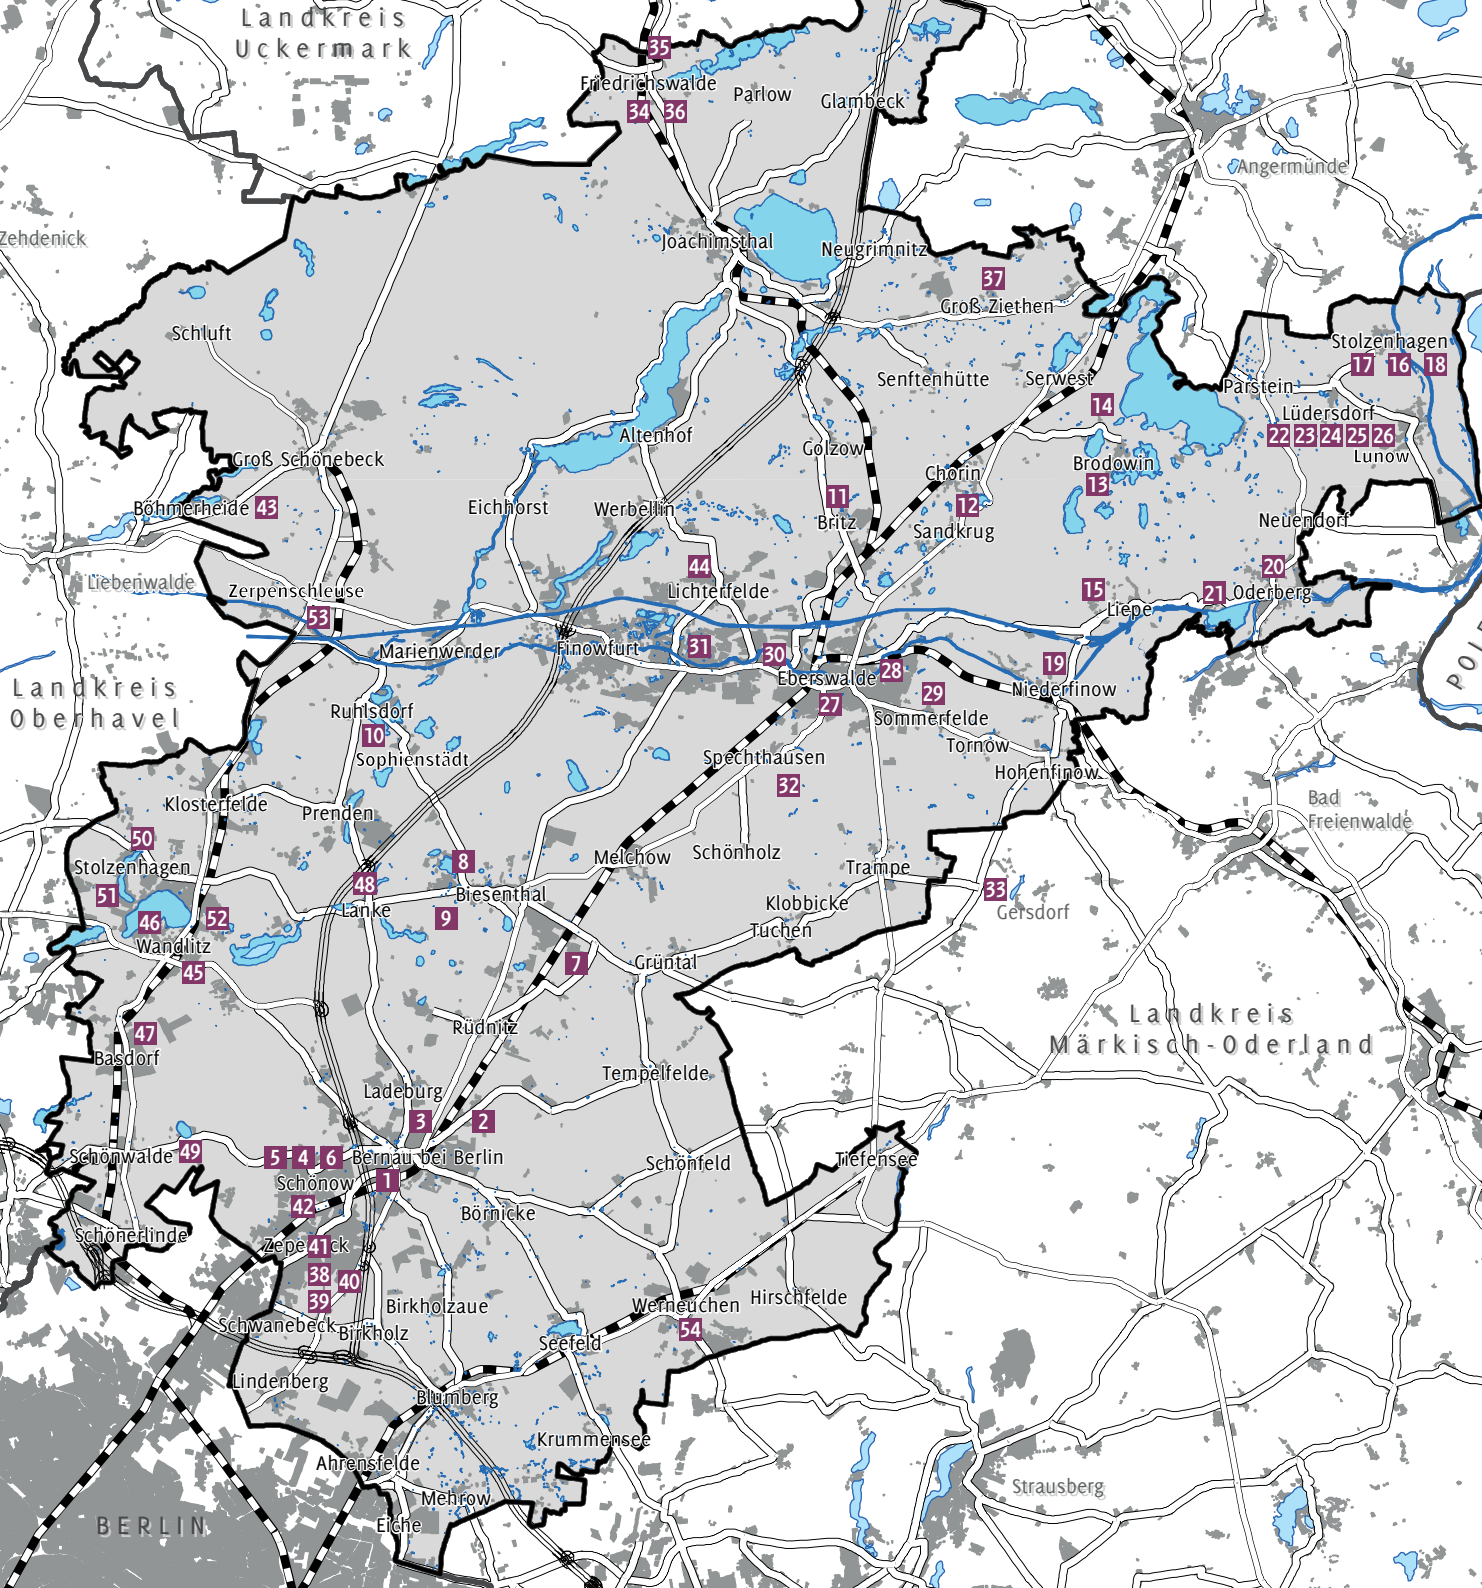 Landkreis
Uckermark
35
Friedrichswalde
Parlow
Glambeck
34 36
Angermünde
Zehdenick
Joachimsthal
Neugrimnitz
37
Groß Ziethen
Schluft
Stolzenhagen
17 16 18
Senftenhütte
Serwest
Parstein
14
Lüdersdorf
22 23 24 25 26
Altenhof
Golzow
Lunow
Groß Schönebeck
Chorin
Brodowin
13
Böhmerheide 43
Eichhorst
Werbellin
11
Britz
12
Sandkrug
Neuendorf
44
Lichterfelde
20
Liebenwalde
Zerpenschleuse
15
21 Oderberg
53
Liepe
Marienwerder
Finowfurt
31
30
POLEN
Landkreis
Oberhavel
Eberswalde 28
19
Niederfinow
27
29
Sommerfelde
Ruhlsdorf
10
Sophienstädt
Tornow
Spechthausen
32
Hohenfinow
Klosterfelde
Prenden
Bad
Freienwalde
50
Stolzenhagen
8
Melchow
Schönholz
Trampe
51
48
Lanke
Biesenthal
33
Gersdorf
46
52
9
Klobbicke
Tuchen
Wandlitz
45
7
Grüntal
Landkreis
Märkisch-Oderland
47
Basdorf
Rüdnitz
Tempelfelde
Ladeburg
3 2
49
Schönwalde
5 4 6
Bernau bei Berlin
Schönfeld
Tiefensee
Schönow
1
42
Börnicke
Schönerlinde
Zepe
41
ck
38
40
39
Birkholzaue
Werneuchen
54
Hirschfelde
Schwanebeck
Birkholz
Seefeld
Lindenberg
Blumberg
Krummensee
Ahrensfelde
Mehrow
Strausberg
Eiche
BERLIN